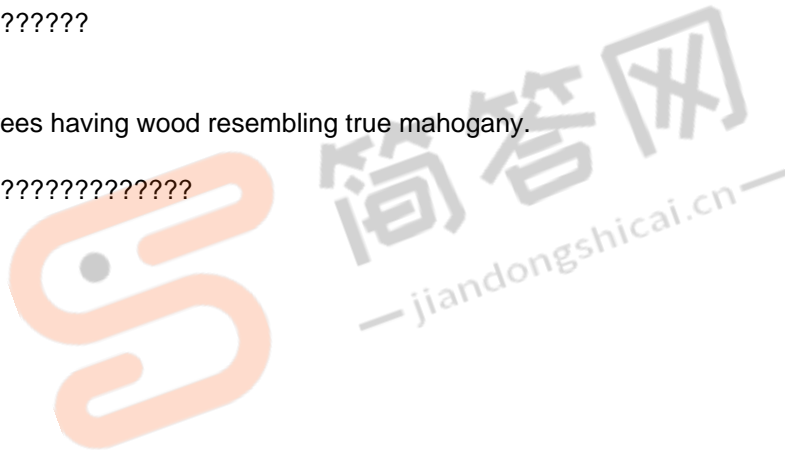 ??????
ees having wood resembling true mahogany.
?????????????
简答网
jiandongshicai.cn